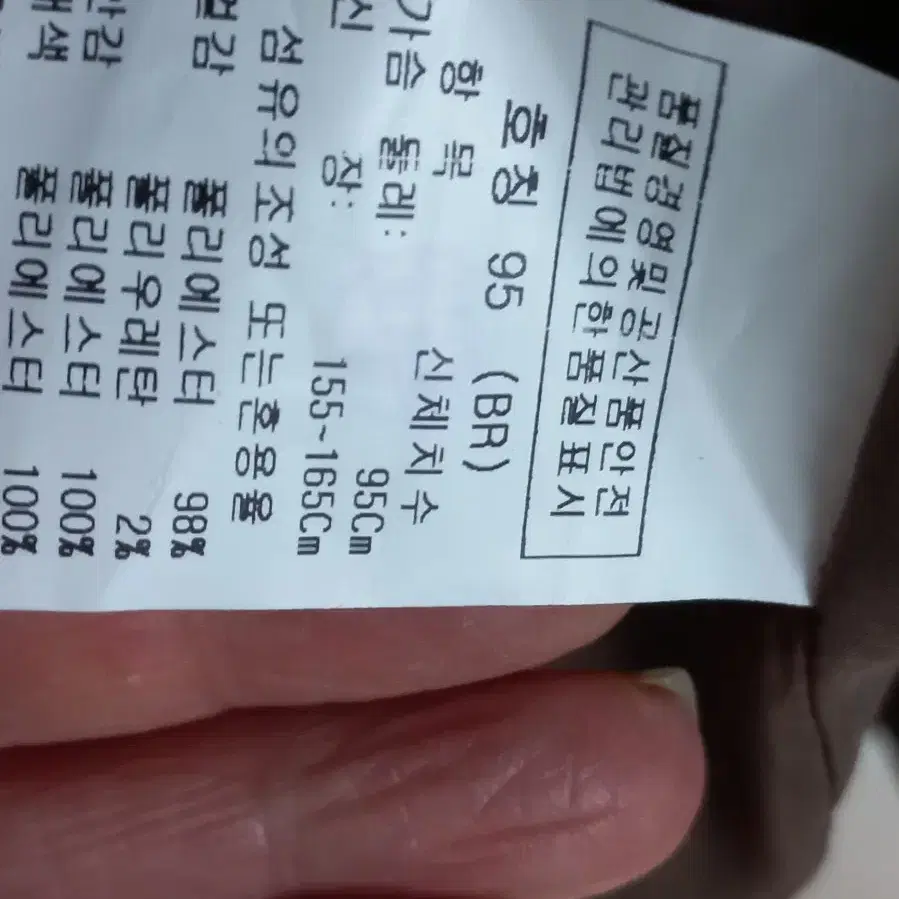 품질경영및 공산품안전
관리법에의한 품질표시
호칭 95 (BR)
항 목 신체치수
가슴 둘레: 95Cm
신 장: 155~165Cm
섬유의조성 또는혼용율
겉감 폴리에스터 98%
폴리우레탄 2%
안감 폴리에스터 100%
배색 폴리에스터 100%